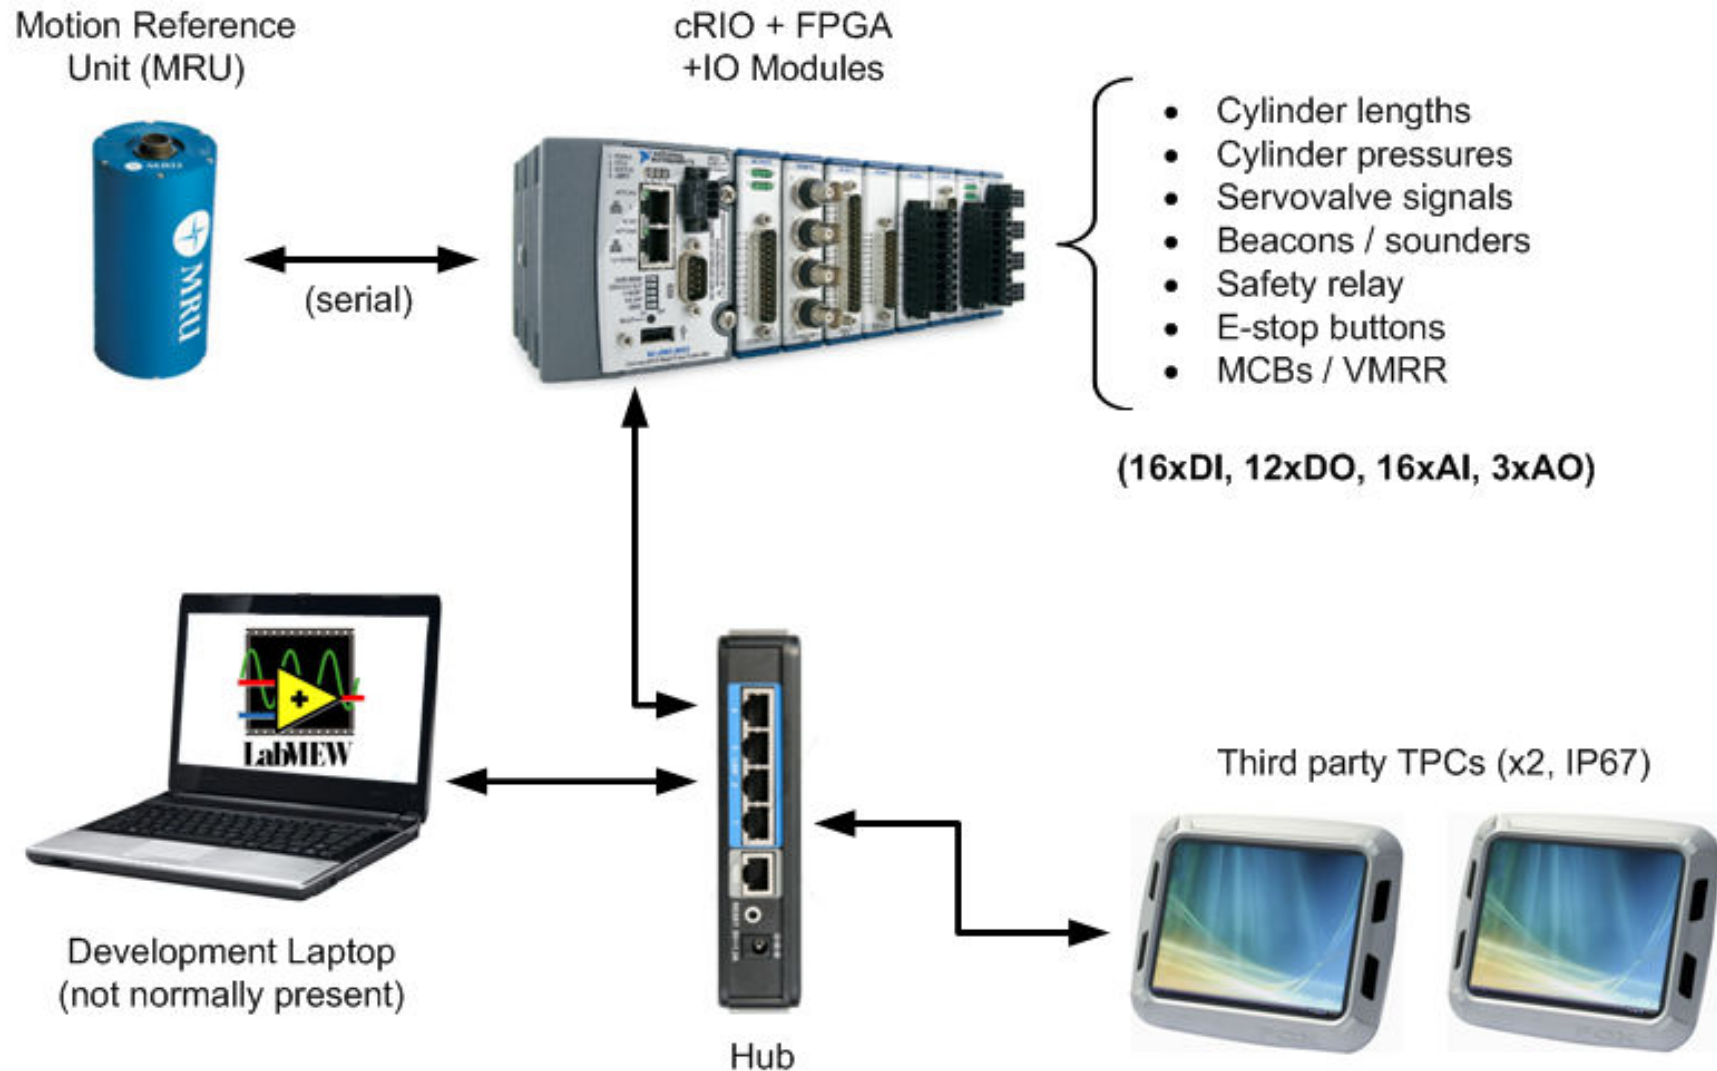 Motion Reference
Unit (MRU)
cRIO + FPGA
+IO Modules
MRU
(serial)
• Cylinder lengths
• Cylinder pressures
• Servovalve signals
• Beacons / sounders
• Safety relay
• E-stop buttons
• MCBs / VMRR
(16xDI, 12xDO, 16xAI, 3xAO)
LabMEW
Development Laptop
(not normally present)
Hub
Third party TPCs (x2, IP67)